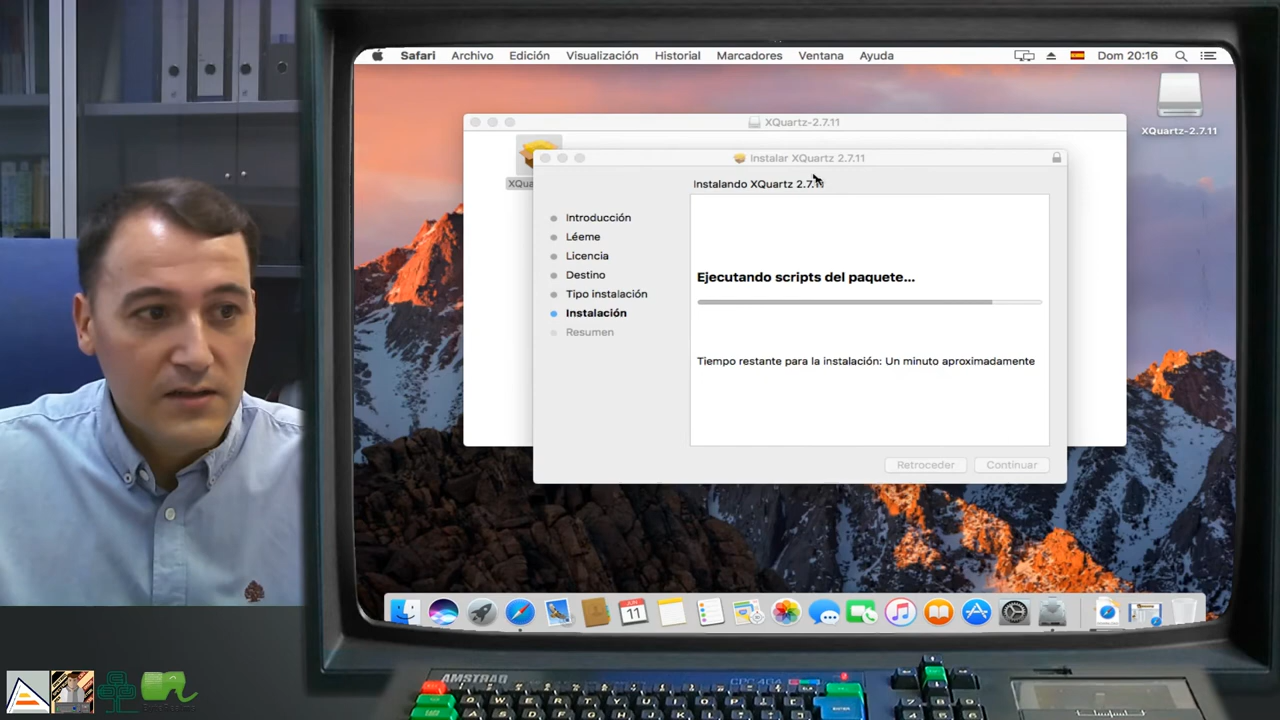 Safari Archivo Edición Visualización Historial Marcadores Ventana Ayuda Dom 20:16
XQuartz-2.7.11
XQuartz-2.7.11
XQua
Instalar XQuartz 2.7.11
Instalando XQuartz 2.7.11
Introducción
Léeme
Licencia
Destino
Tipo instalación
Instalación
Resumen
Ejecutando scripts del paquete...
Tiempo restante para la instalación: Un minuto aproximadamente
Retroceder Continuar
JUN
11
AMSTRAD